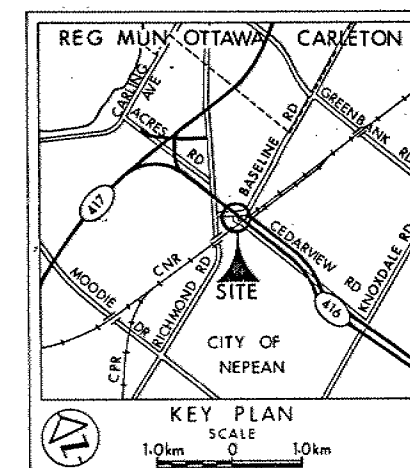 REG MUN OTTAWA CARLETON
CARLING AVE
ACRES RD
BASELINE RD
GREENBANK RD
417
CNR
RICHMOND RD
CEDARVIEW RD
KNOXDALE RD
MOODIE DR
SITE
416
CPR
CITY OF
NEPEAN
KEY PLAN
SCALE
1.0km 0 1.0km